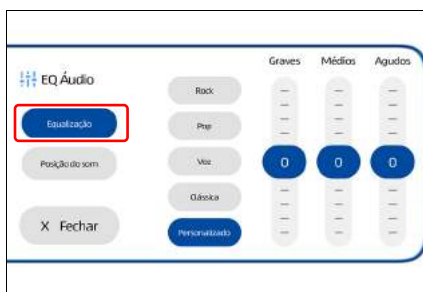 Graves Médios Agudos
EQ Áudio
Rock
Equalização
Pop
Posição do som
Voz
0 0 0
Clássica
X Fechar
Personalizado